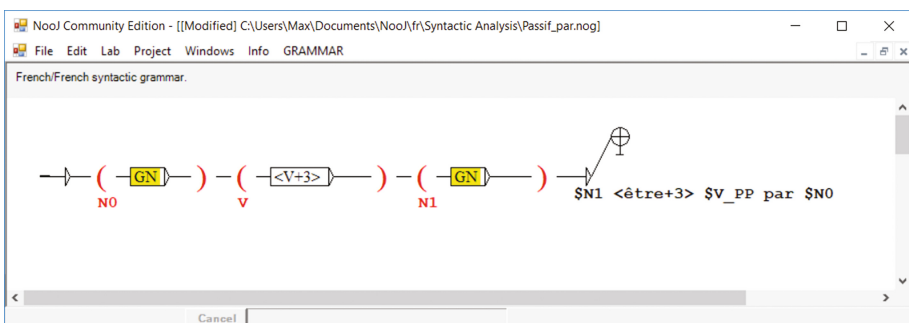 NooJ Community Edition - [[Modified] C:\Users\Max\Documents\NooJ\fr\Syntactic Analysis\Passif_par.nog]
File Edit Lab Project Windows Info GRAMMAR
French/French syntactic grammar.
( GN ) ( <V+3> ) ( GN )
N0 V N1
$N1 <être+3> $V_PP par $N0
Cancel